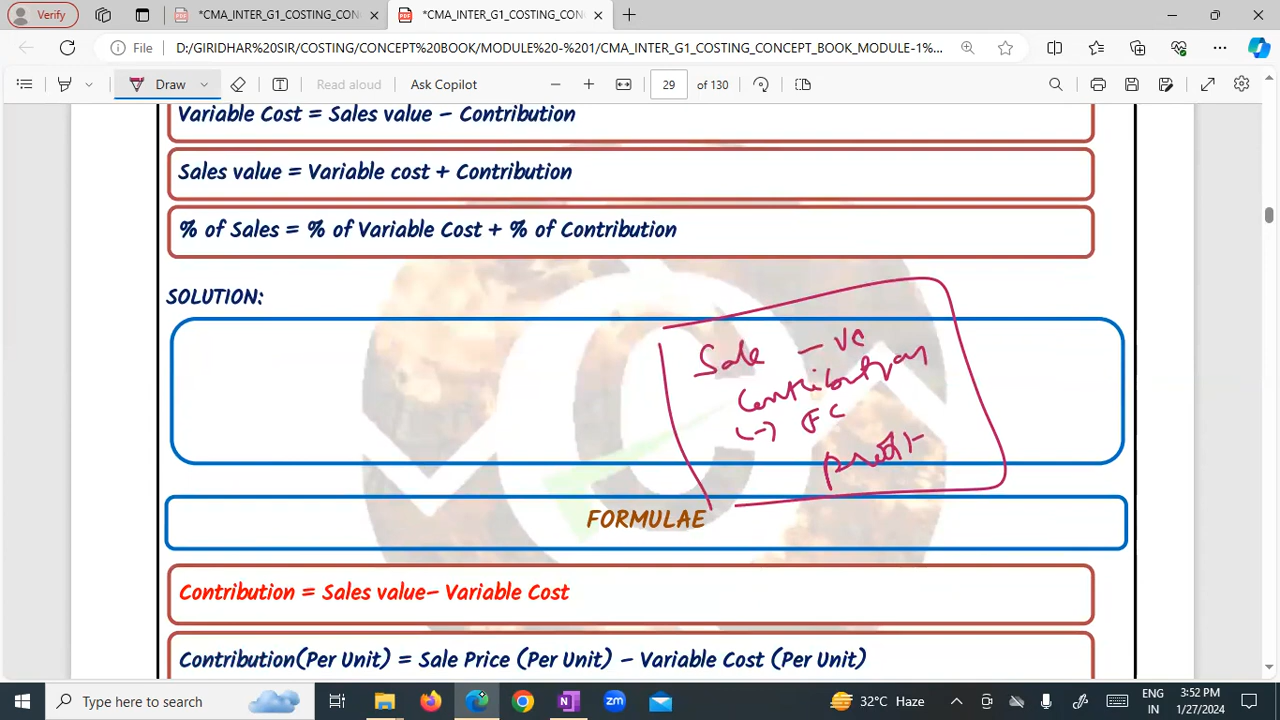 Verify
*CMA_INTER_G1_COSTING_CON
*CMA_INTER_G1_COSTING_CON
File
D:/GIRIDHAR%20SIR/COSTING/CONCEPT%20BOOK/MODULE%20-%201/CMA_INTER_G1_COSTING_CONCEPT_BOOK_MODULE-1%...
Draw
Read aloud
Ask Copilot
29 of 130
Variable Cost = Sales value – Contribution
Sales value = Variable cost + Contribution
% of Sales = % of Variable Cost + % of Contribution
SOLUTION:
Sale - VC
Contribution
(-) FC
profit
FORMULAE
Contribution = Sales value– Variable Cost
Contribution(Per Unit) = Sale Price (Per Unit) – Variable Cost (Per Unit)
Type here to search
32°C Haze
ENG
IN
3:52 PM
1/27/2024